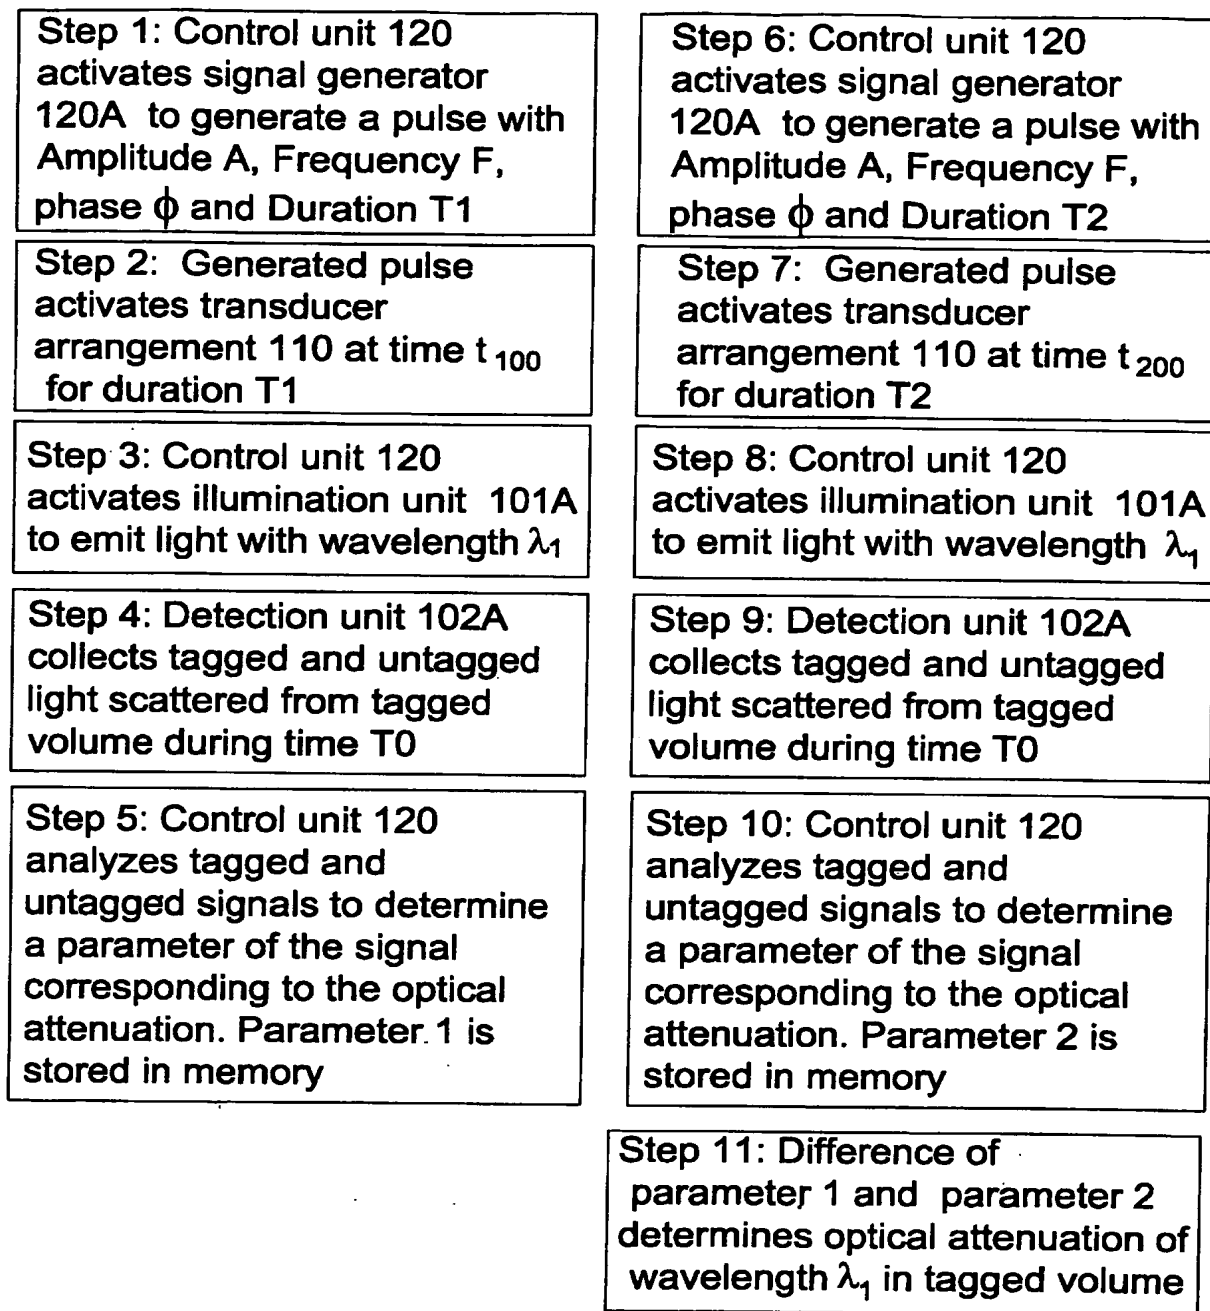 Step 1: Control unit 120
activates signal generator
120A to generate a pulse with
Amplitude A, Frequency F,
phase ϕ and Duration T1
Step 2: Generated pulse
activates transducer
arrangement 110 at time t 100
for duration T1
Step 3: Control unit 120
activates illumination unit 101A
to emit light with wavelength λ1
Step 4: Detection unit 102A
collects tagged and untagged
light scattered from tagged
volume during time T0
Step 5: Control unit 120
analyzes tagged and
untagged signals to determine
a parameter of the signal
corresponding to the optical
attenuation. Parameter 1 is
stored in memory
Step 6: Control unit 120
activates signal generator
120A to generate a pulse with
Amplitude A, Frequency F,
phase ϕ and Duration T2
Step 7: Generated pulse
activates transducer
arrangement 110 at time t 200
for duration T2
Step 8: Control unit 120
activates illumination unit 101A
to emit light with wavelength λ1
Step 9: Detection unit 102A
collects tagged and untagged
light scattered from tagged
volume during time T0
Step 10: Control unit 120
analyzes tagged and
untagged signals to determine
a parameter of the signal
corresponding to the optical
attenuation. Parameter 2 is
stored in memory
Step 11: Difference of
parameter 1 and parameter 2
determines optical attenuation of
wavelength λ1 in tagged volume